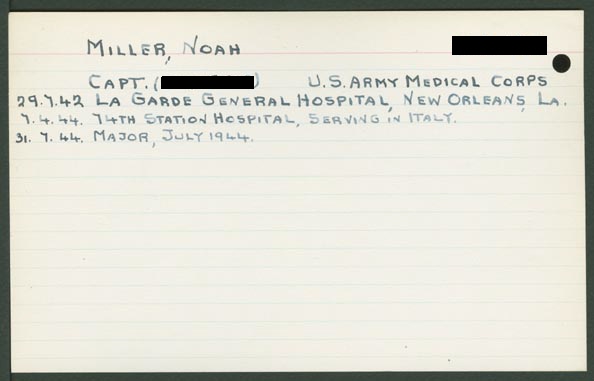 MILLER, NOAH
CAPT. ( ) U.S. ARMY MEDICAL CORPS
29.7.42 LA GARDE GENERAL HOSPITAL, NEW ORLEANS, LA.
7.4.44. 74TH STATION HOSPITAL, SERVING IN ITALY.
31. 7. 44. MAJOR, JULY 1944.